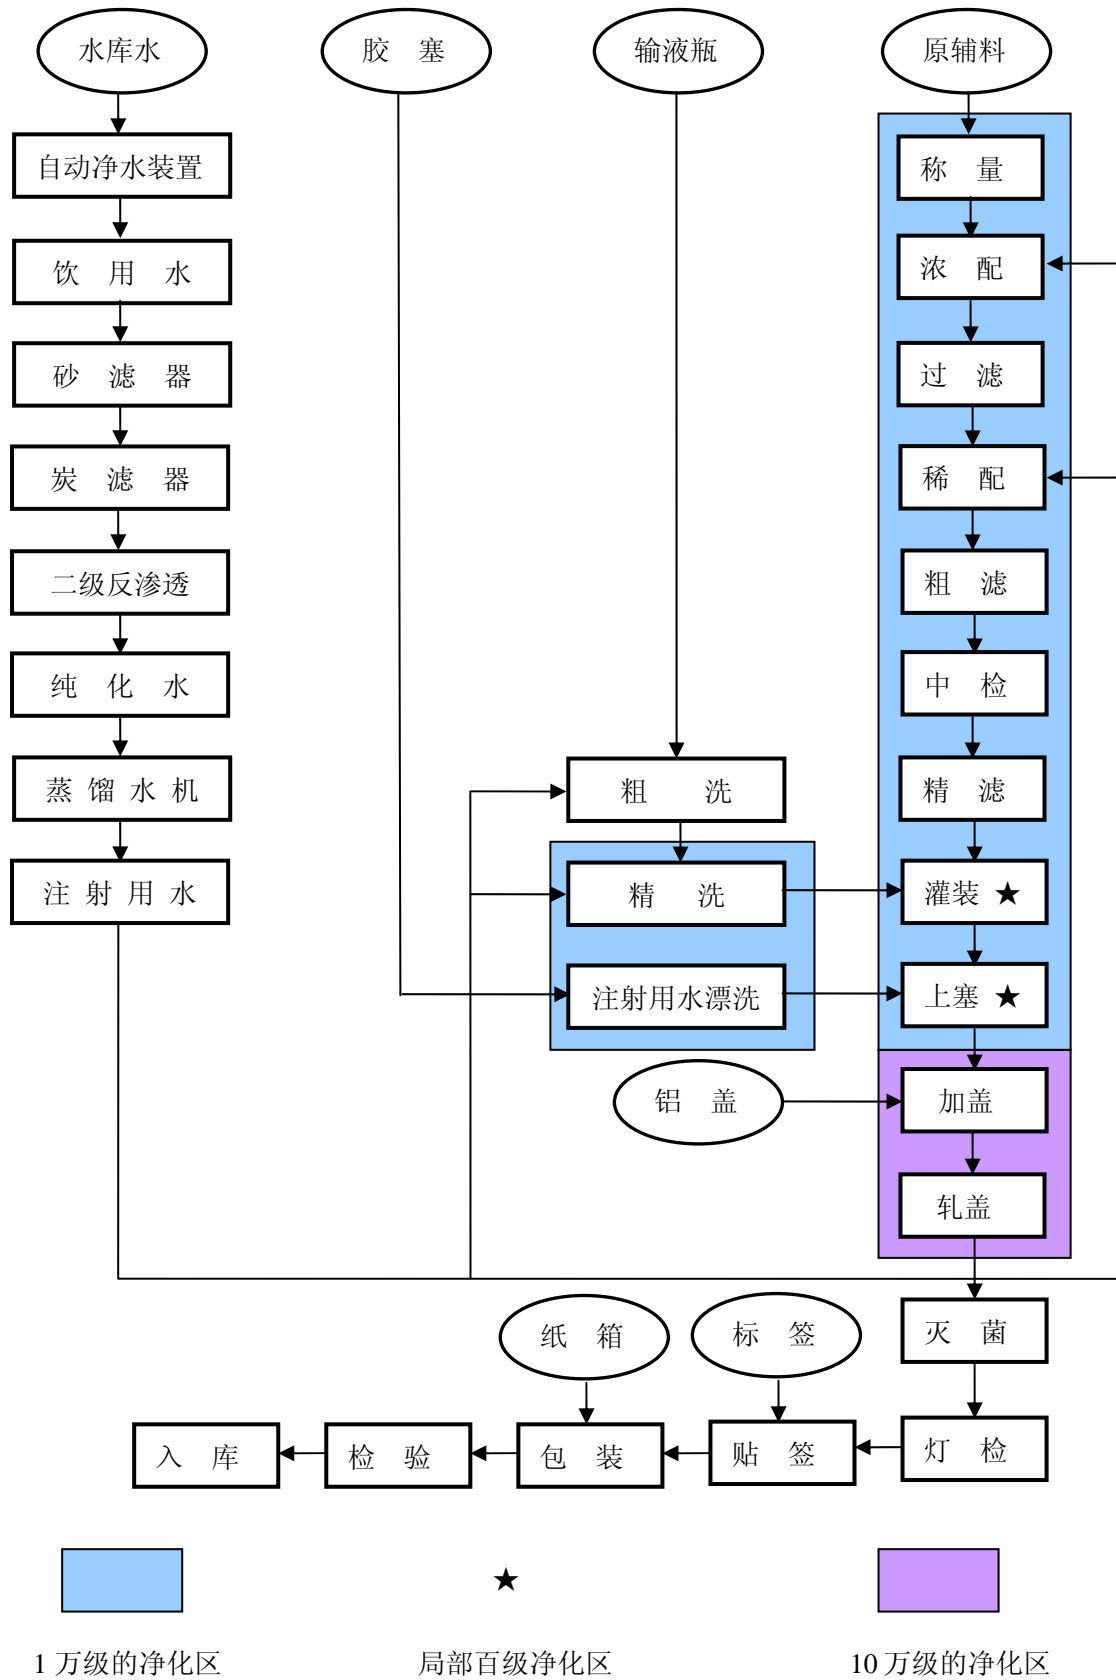 水库水
胶 塞
输液瓶
原辅料
自动净水装置
称 量
饮 用 水
浓 配
砂 滤 器
过 滤
炭 滤 器
稀 配
二级反渗透
粗 滤
纯 化 水
中 检
蒸 馏 水 机
粗 洗
精 滤
注 射 用 水
精 洗
灌装 ★
注射用水漂洗
上塞 ★
铝 盖
加盖
轧盖
纸 箱
标 签
灭 菌
入 库
检 验
包 装
贴 签
灯 检
★
1 万级的净化区
局部百级净化区
10 万级的净化区